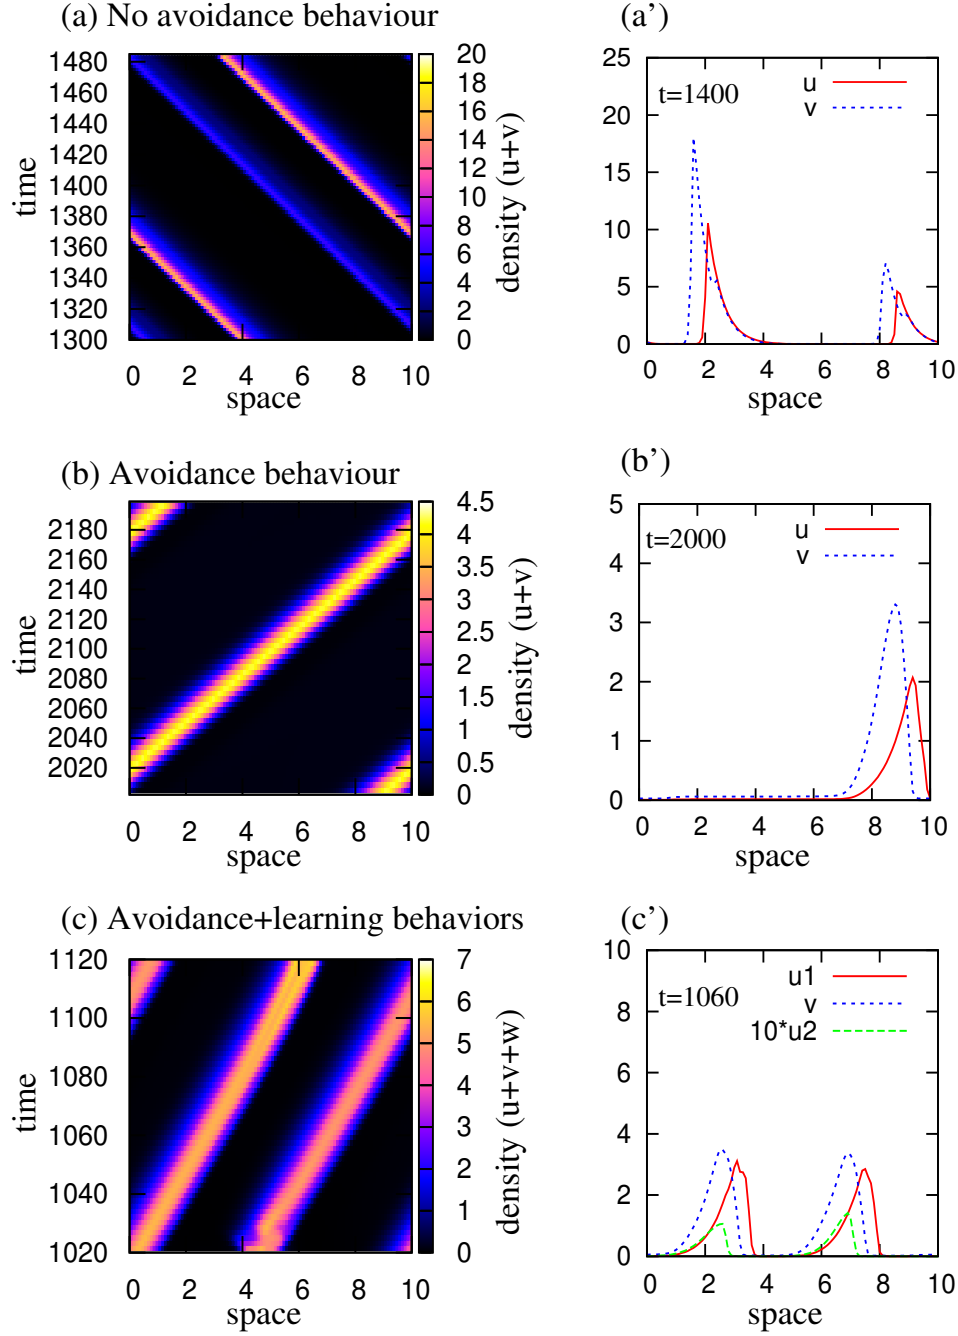 (a) No avoidance behaviour
1480
1460
1440
1420
1400
1380
1360
1340
1320
1300
time
0 2 4 6 8 10
space
20
18
16
14
12
10
8
6
4
2
0
density (u+v)
(a')
25
20
15
10
5
0
t=1400
u
v
0 2 4 6 8 10
space
(b) Avoidance behaviour
2180
2160
2140
2120
2100
2080
2060
2040
2020
time
0 2 4 6 8 10
space
4.5
4
3.5
3
2.5
2
1.5
1
0.5
0
density (u+v)
(b')
5
4
3
2
1
0
t=2000
u
v
0 2 4 6 8 10
space
(c) Avoidance+learning behaviors
1120
1100
1080
1060
1040
1020
time
0 2 4 6 8 10
space
7
6
5
4
3
2
1
0
density (u+v+w)
(c')
10
8
6
4
2
0
t=1060
u1
v
10*u2
0 2 4 6 8 10
space